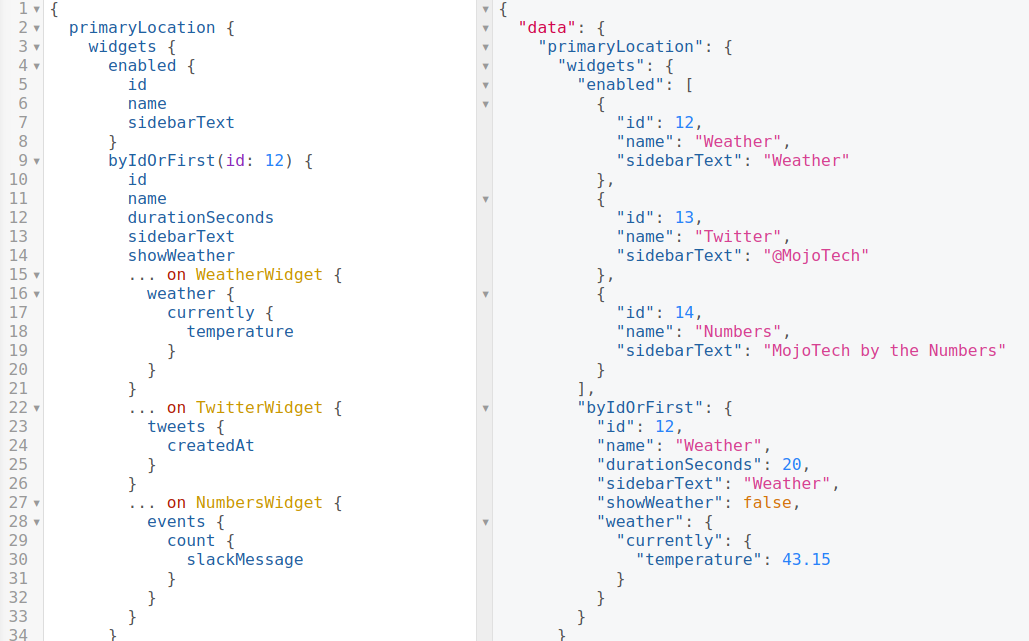 1 {
2 primaryLocation {
3 widgets {
4 enabled {
5 id
6 name
7 sidebarText
8 }
9 byIdOrFirst(id: 12) {
10 id
11 name
12 durationSeconds
13 sidebarText
14 showWeather
15 ... on WeatherWidget {
16 weather {
17 currently {
18 temperature
19 }
20 }
21 }
22 ... on TwitterWidget {
23 tweets {
24 createdAt
25 }
26 }
27 ... on NumbersWidget {
28 events {
29 count {
30 slackMessage
31 }
32 }
33 }
34 }
{
"data": {
"primaryLocation": {
"widgets": {
"enabled": [
{
"id": 12,
"name": "Weather",
"sidebarText": "Weather"
},
{
"id": 13,
"name": "Twitter",
"sidebarText": "@MojoTech"
},
{
"id": 14,
"name": "Numbers",
"sidebarText": "MojoTech by the Numbers"
}
],
"byIdOrFirst": {
"id": 12,
"name": "Weather",
"durationSeconds": 20,
"sidebarText": "Weather",
"showWeather": false,
"weather": {
"currently": {
"temperature": 43.15
}
}
}
}